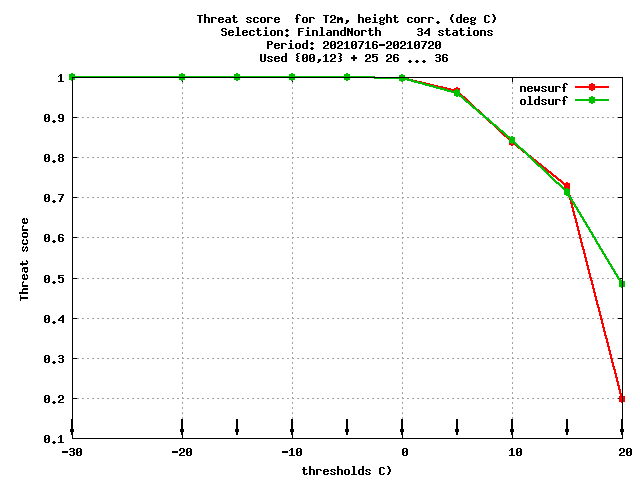 Threat score  for T2m, height corr. (deg C)
Selection: FinlandNorth     34 stations
Period: 20210716-20210720
Used {00,12} + 25 26 ... 36
newsurf
oldsurf
1
0.9
0.8
0.7
0.6
0.5
0.4
0.3
0.2
0.1
Threat score
-30 -20 -10 0 10 20
thresholds C)